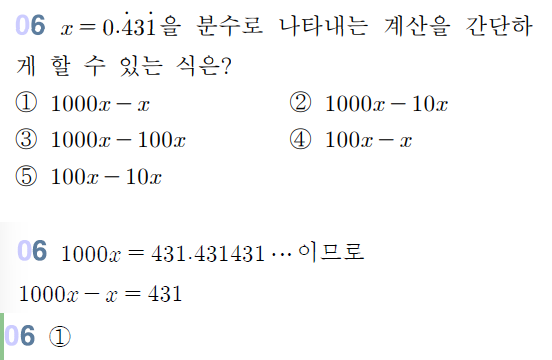 06 x = 0.4̇31̇을 분수로 나타내는 계산을 간단하
게 할 수 있는 식은?
① 1000x − x ② 1000x − 10x
③ 1000x − 100x ④ 100x − x
⑤ 100x − 10x
06 1000x = 431.431431⋯이므로
1000x − x = 431
06 ①